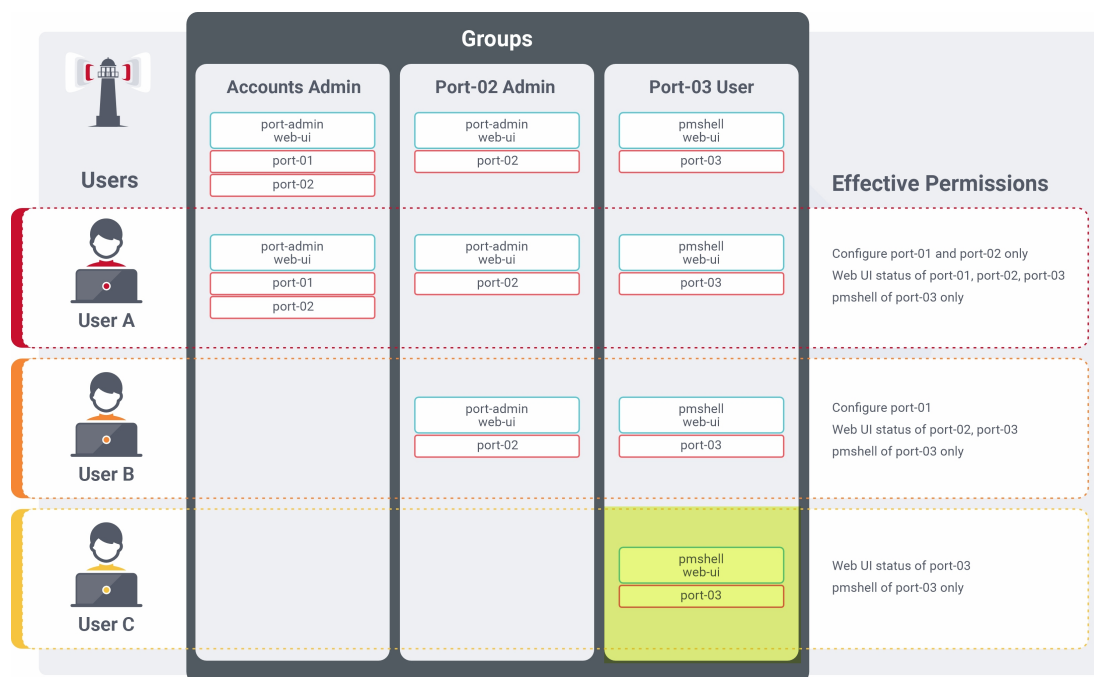 Groups
Users
Accounts Admin
port-admin
web-ui
port-01
port-02
Port-02 Admin
port-admin
web-ui
port-02
Port-03 User
pmshell
web-ui
port-03
Effective Permissions
User A
port-admin
web-ui
port-01
port-02
port-admin
web-ui
port-02
pmshell
web-ui
port-03
Configure port-01 and port-02 only
Web UI status of port-01, port-02, port-03
pmshell of port-03 only
User B
port-admin
web-ui
port-02
pmshell
web-ui
port-03
Configure port-01
Web UI status of port-02, port-03
pmshell of port-03 only
User C
pmshell
web-ui
port-03
Web UI status of port-03
pmshell of port-03 only